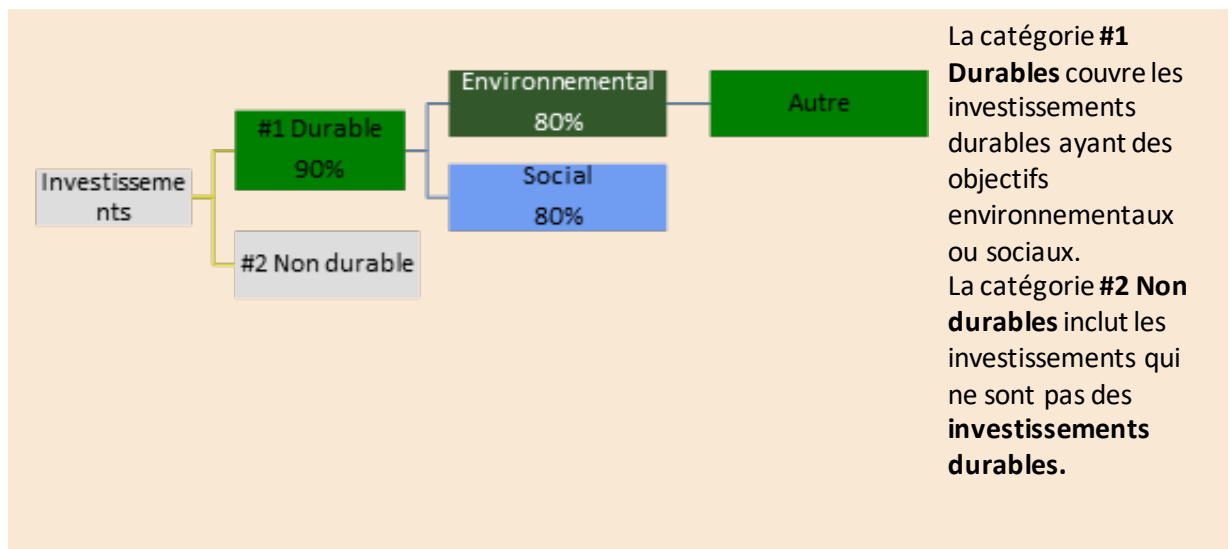 Investisseme
nts
#1 Durable
90%
#2 Non durable
Environnemental
80%
Social
80%
Autre
La catégorie #1
Durables couvre les
investissements
durables ayant des
objectifs
environnementaux
ou sociaux.
La catégorie #2 Non
durables inclut les
investissements qui
ne sont pas des
investissements
durables.